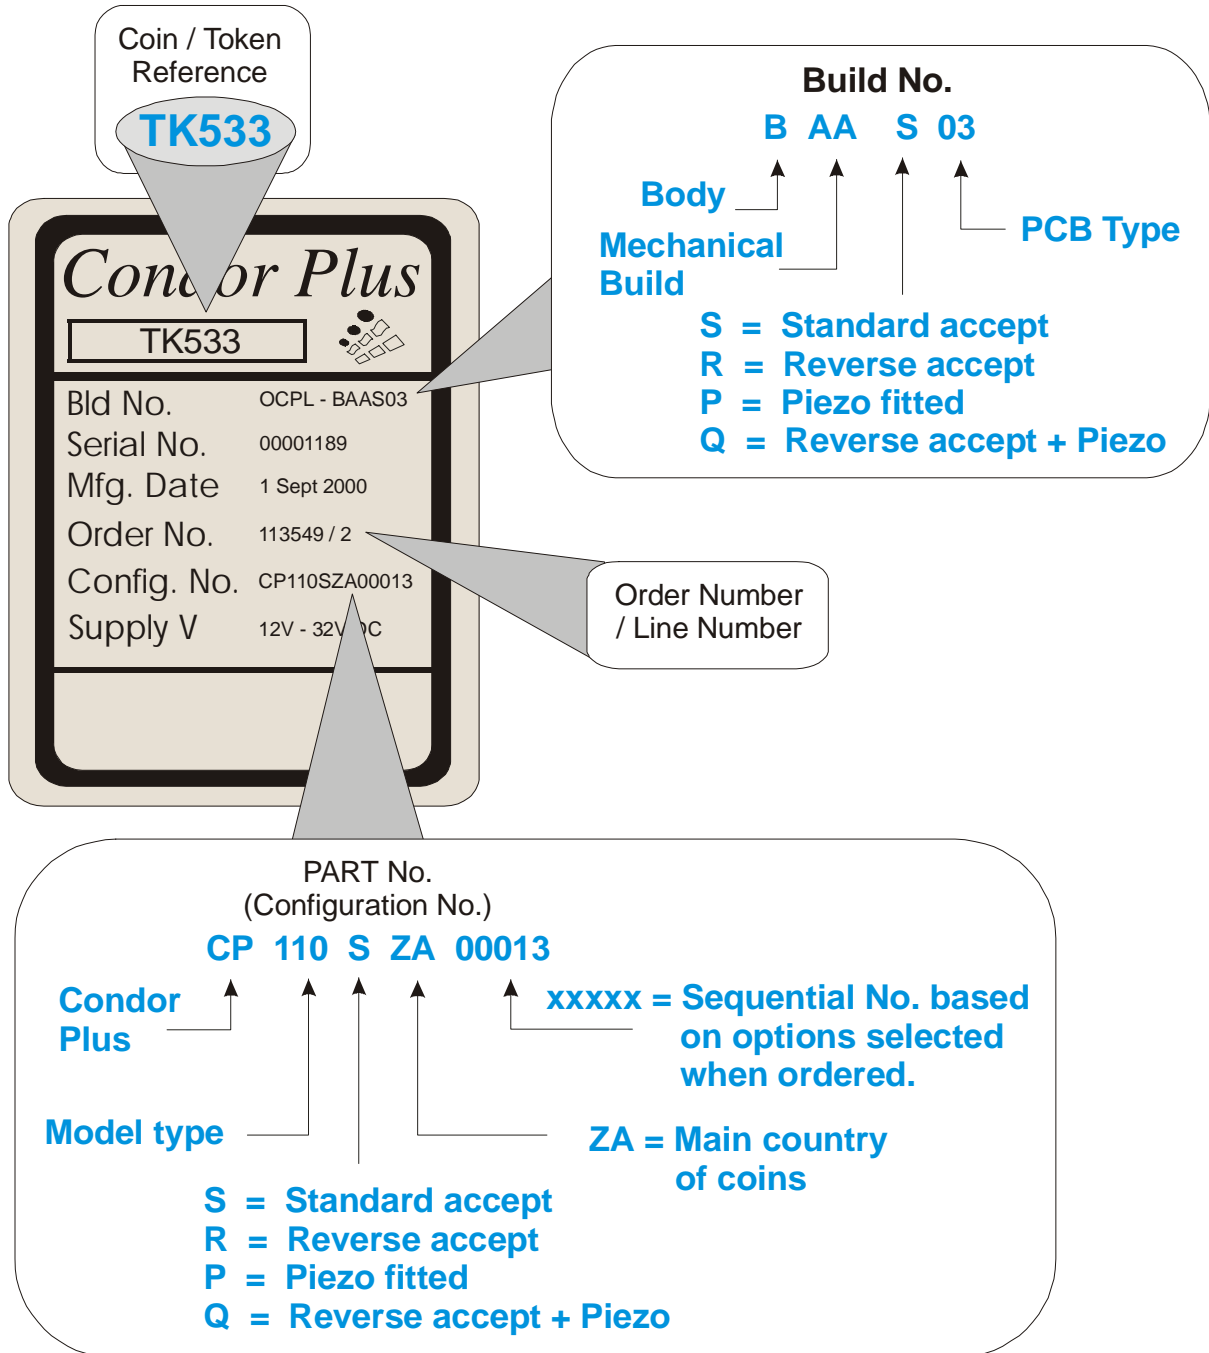 Coin / Token
Reference
TK533
Condor Plus
TK533
Bld No. OCPL - BAAS03
Serial No. 00001189
Mfg. Date 1 Sept 2000
Order No. 113549 / 2
Config. No. CP110SZA00013
Supply V 12V - 32V DC
Build No.
B AA S 03
Body
PCB Type
Mechanical
Build
S = Standard accept
R = Reverse accept
P = Piezo fitted
Q = Reverse accept + Piezo
Order Number
/ Line Number
PART No.
(Configuration No.)
CP 110 S ZA 00013
Condor
Plus
xxxxx = Sequential No. based
on options selected
when ordered.
Model type
ZA = Main country
of coins
S = Standard accept
R = Reverse accept
P = Piezo fitted
Q = Reverse accept + Piezo